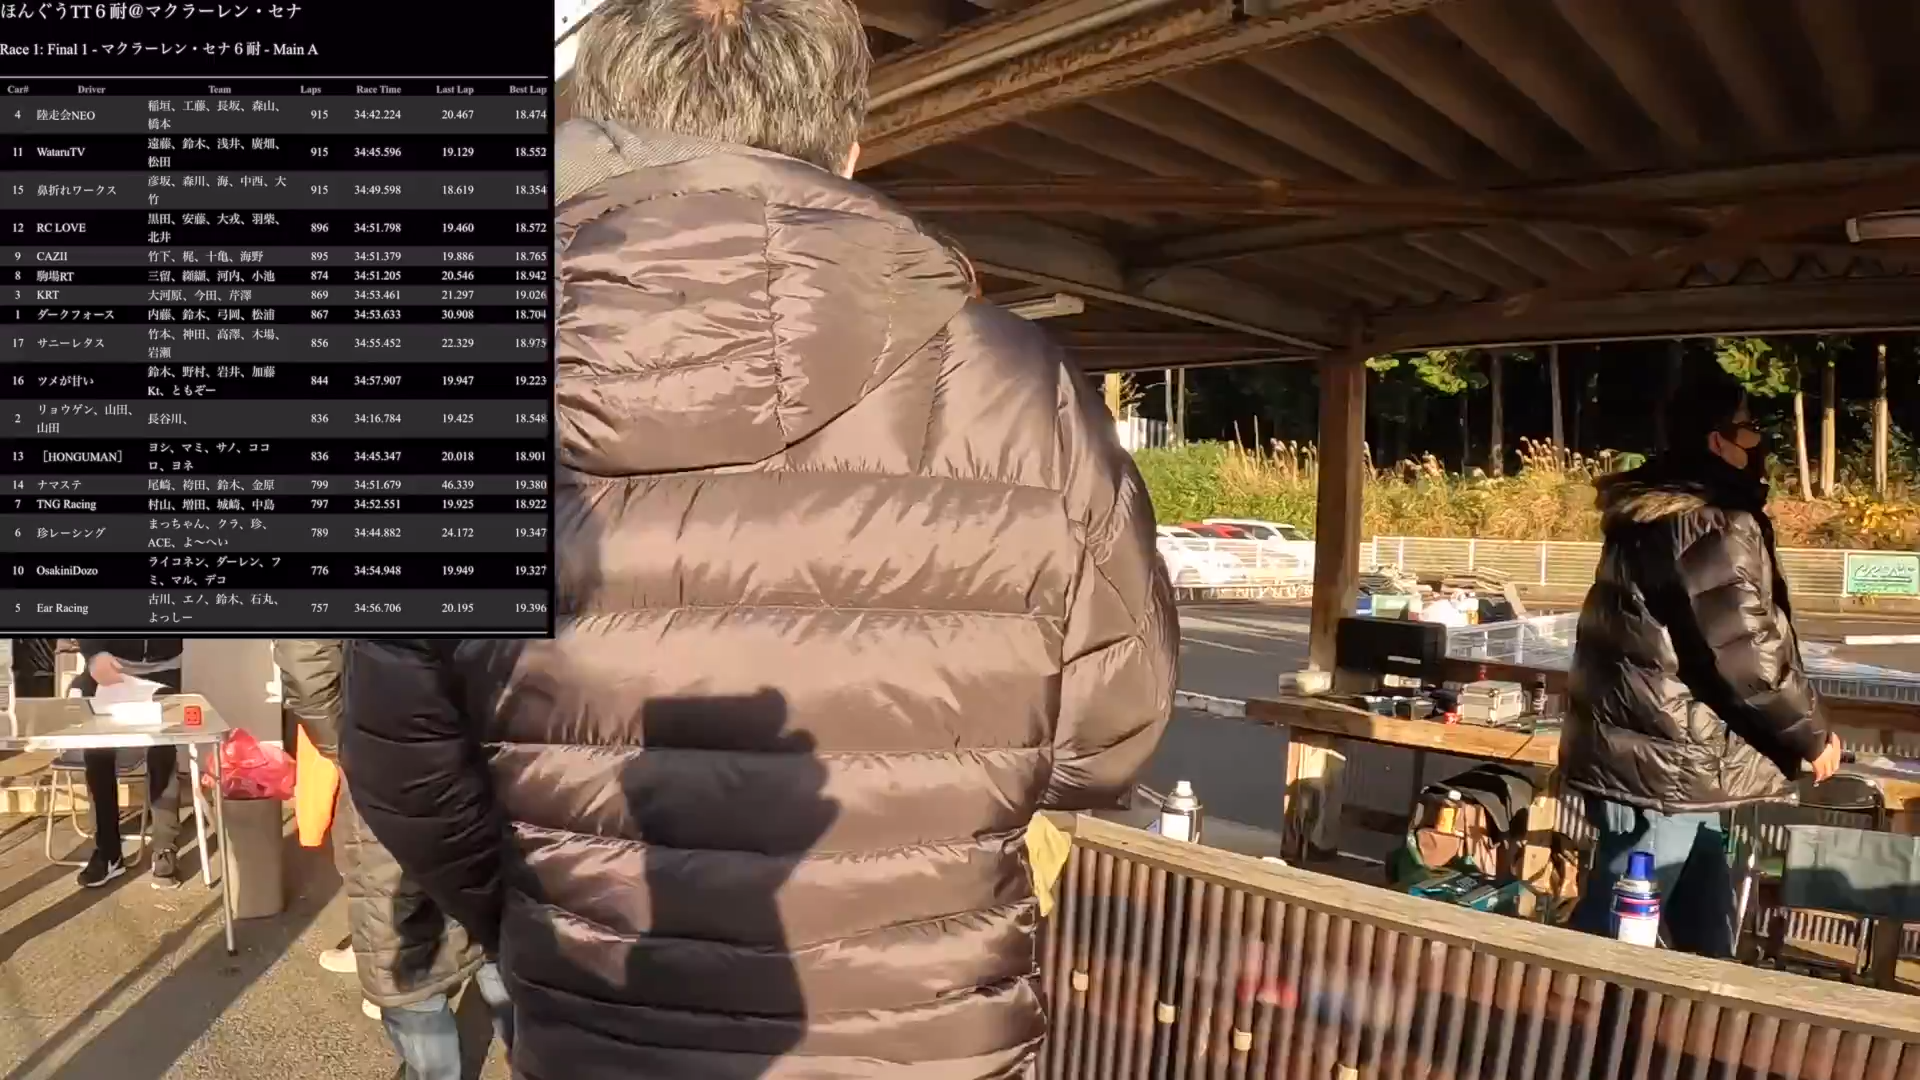 ほんぐうTT６耐＠マクラーレン・セナ
Race 1: Final 1 - マクラーレン・セナ６耐 - Main A
Car# Driver Team Laps Race Time Last Lap Best Lap
4 陸走会NEO 稲垣、工藤、長坂、森山、橋本 915 34:42.224 20.467 18.474
11 WataruTV 遠藤、鈴木、浅井、廣畑、松田 915 34:45.596 19.129 18.552
15 鼻折れワークス 彦坂、森川、海、中西、大竹 915 34:49.598 18.619 18.354
12 RC LOVE 黒田、安藤、大戎、羽柴、北井 896 34:51.798 19.460 18.572
9 CAZII 竹下、梶、十亀、海野 895 34:51.379 19.886 18.765
8 駒場RT 三留、纐纈、河内、小池 874 34:51.205 20.546 18.942
3 KRT 大河原、今田、芹澤 869 34:53.461 21.297 19.026
1 ダークフォース 内藤、鈴木、弓岡、松浦 867 34:53.633 30.908 18.704
17 サニーレタス 竹本、神田、高澤、木場、岩瀬 856 34:55.452 22.329 18.975
16 ツメが甘い 鈴木、野村、岩井、加藤Kt、ともぞー 844 34:57.907 19.947 19.223
2 リョウゲン、山田、山田 長谷川、 836 34:16.784 19.425 18.548
13 ［HONGUMAN］ ヨシ、マミ、サノ、ココロ、ヨネ 836 34:45.347 20.018 18.901
14 ナマステ 尾崎、袴田、鈴木、金原 799 34:51.679 46.339 19.380
7 TNG Racing 村山、増田、城崎、中島 797 34:52.551 19.925 18.922
6 珍レーシング まっちゃん、クラ、珍、ACE、よ〜へい 789 34:44.882 24.172 19.347
10 OsakiniDozo ライコネン、ダーレン、フミ、マル、デコ 776 34:54.948 19.949 19.327
5 Ear Racing 古川、エノ、鈴木、石丸、よっしー 757 34:56.706 20.195 19.396